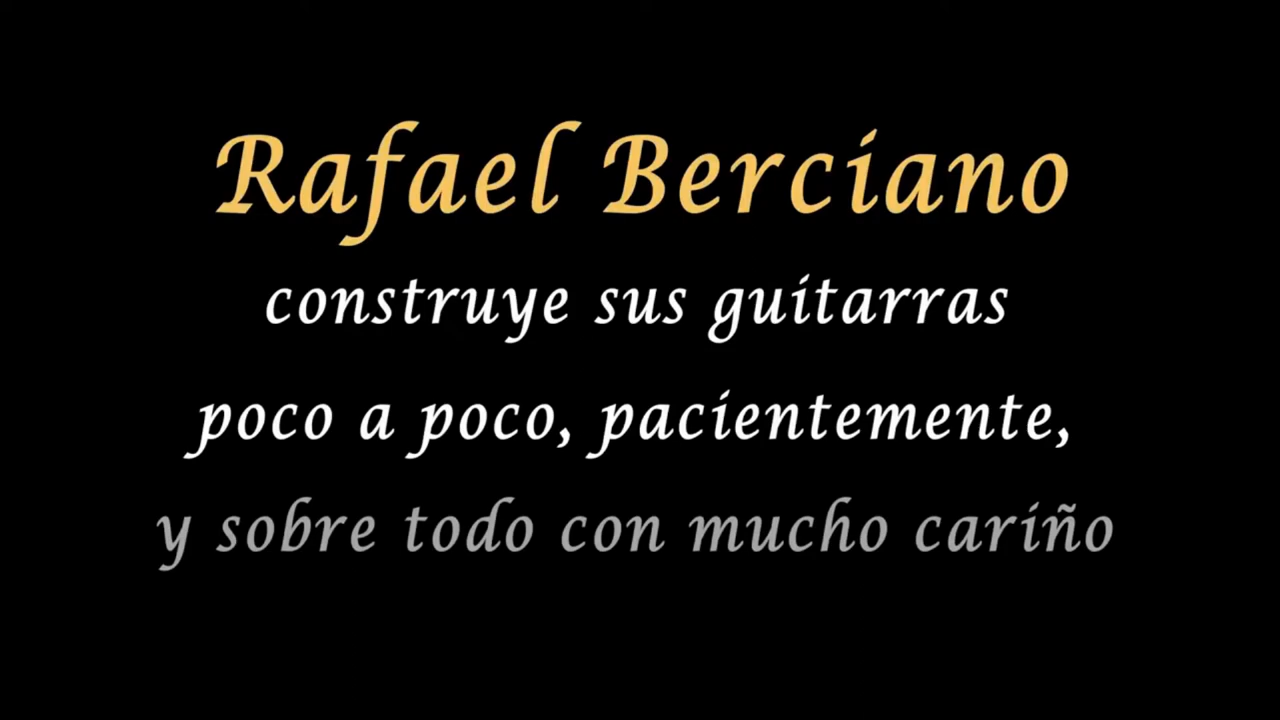 Rafael Berciano
construye sus guitarras
poco a poco, pacientemente,
y sobre todo con mucho cariño